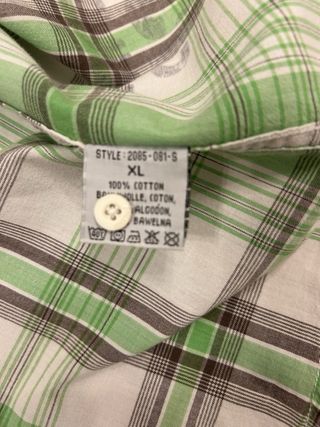 STYLE: 2085-081-S
XL
100% COTTON
COTON,
ALGODON,
BAWELNA